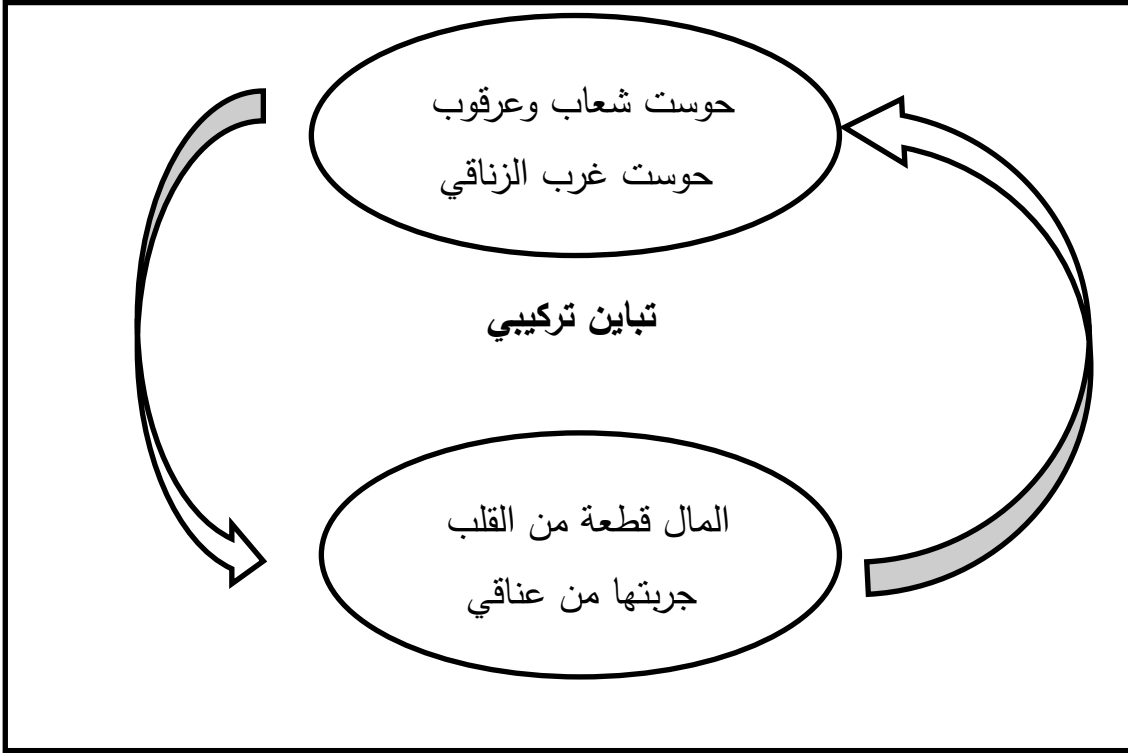 حوست شعاب وعرقوب
حوست غرب الزناقي
تباين تركيبي
المال قطعة من القلب
جربتها من عناقي